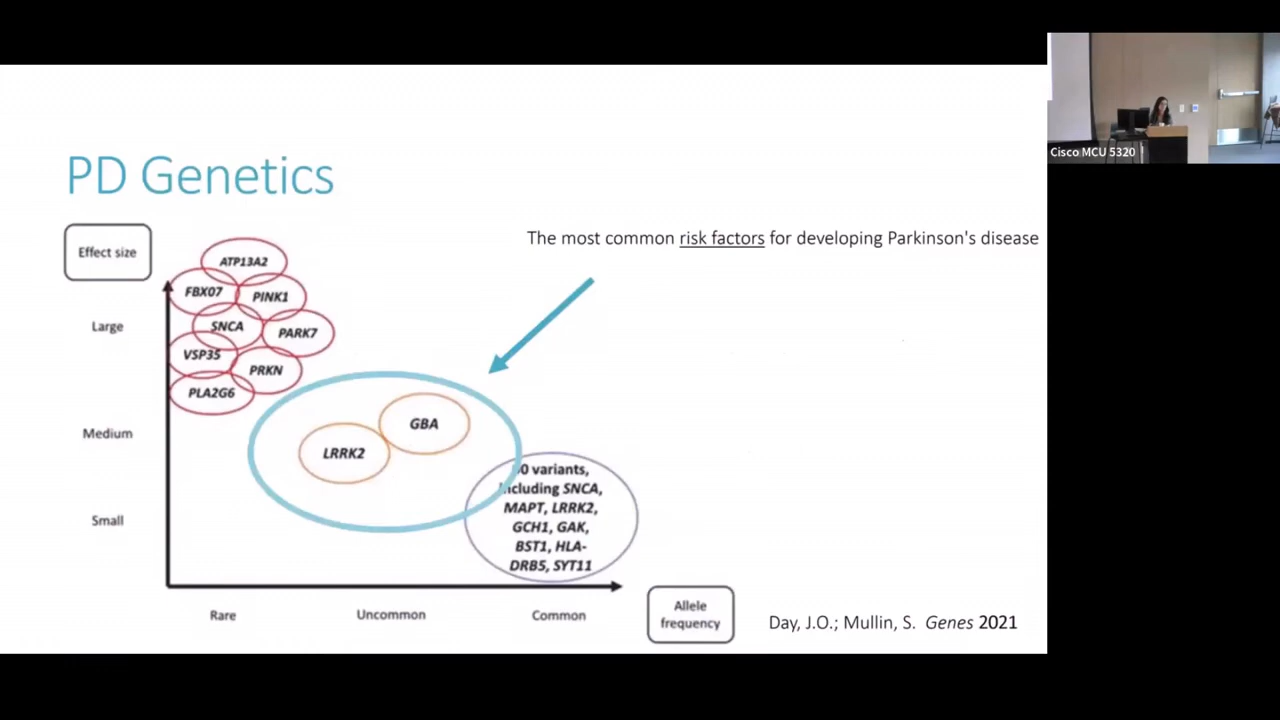 PD Genetics
Effect size
The most common risk factors for developing Parkinson's disease
ATP13A2
FBX07
PINK1
Large
SNCA
PARK7
VSP35
PRKN
PLA2G6
Medium
GBA
LRRK2
0 variants,
including SNCA,
MAPT, LRRK2,
Small
GCH1, GAK,
BST1, HLA-
DRB5, SYT11
Rare
Uncommon
Common
Allele
frequency
Day, J.O.; Mullin, S. Genes 2021
Cisco MCU 5320